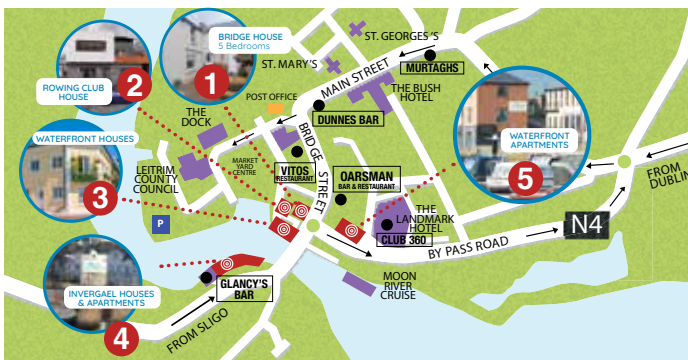 BRIDGE HOUSE
5 Bedrooms
1
ROWING CLUB
HOUSE
2
WATERFRONT HOUSES
3
INVERGAEL HOUSES
& APARTMENTS
4
WATERFRONT
APARTMENTS
5
ST. GEORGES'S
ST. MARY'S
MAIN STREET
MURTAGHS
THE BUSH
HOTEL
POST OFFICE
DUNNES BAR
THE
DOCK
BRIDGE STREET
MARKET
YARD
CENTRE
VITOS
RESTAURANT
OARSMAN
BAR & RESTAURANT
LEITRIM
COUNTY
COUNCIL
P
THE
LANDMARK
HOTEL
CLUB 360
FROM
DUBLIN
N4
BY PASS ROAD
MOON
RIVER
CRUISE
GLANCY'S
BAR
FROM SLIGO